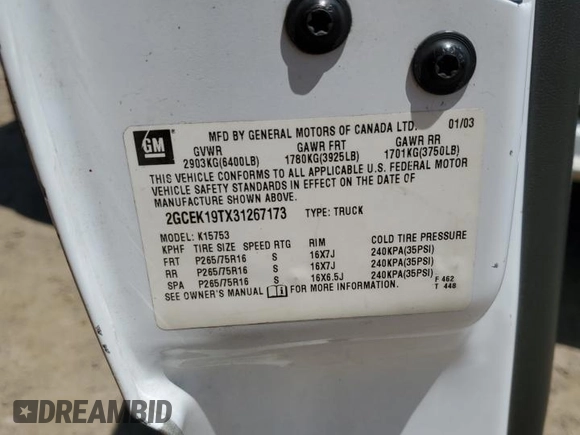 GM
MFD BY GENERAL MOTORS OF CANADA LTD. 01/03
GVWR GAWR FRT GAWR RR
2903KG(6400LB) 1780KG(3925LB) 1701KG(3750LB)
THIS VEHICLE CONFORMS TO ALL APPLICABLE U.S. FEDERAL MOTOR
VEHICLE SAFETY STANDARDS IN EFFECT ON THE DATE OF
MANUFACTURE SHOWN ABOVE.
2GCEK19TX31267173 TYPE: TRUCK
MODEL: K15753
KPHF TIRE SIZE SPEED RTG RIM COLD TIRE PRESSURE
FRT P265/75R16 S 16X7J 240KPA(35PSI)
RR P265/75R16 S 16X7J 240KPA(35PSI)
SPA P265/75R16 S 16X6.5J 240KPA(35PSI)
SEE OWNER'S MANUAL FOR MORE INFORMATION.
F 462
T 448
DREAMBID